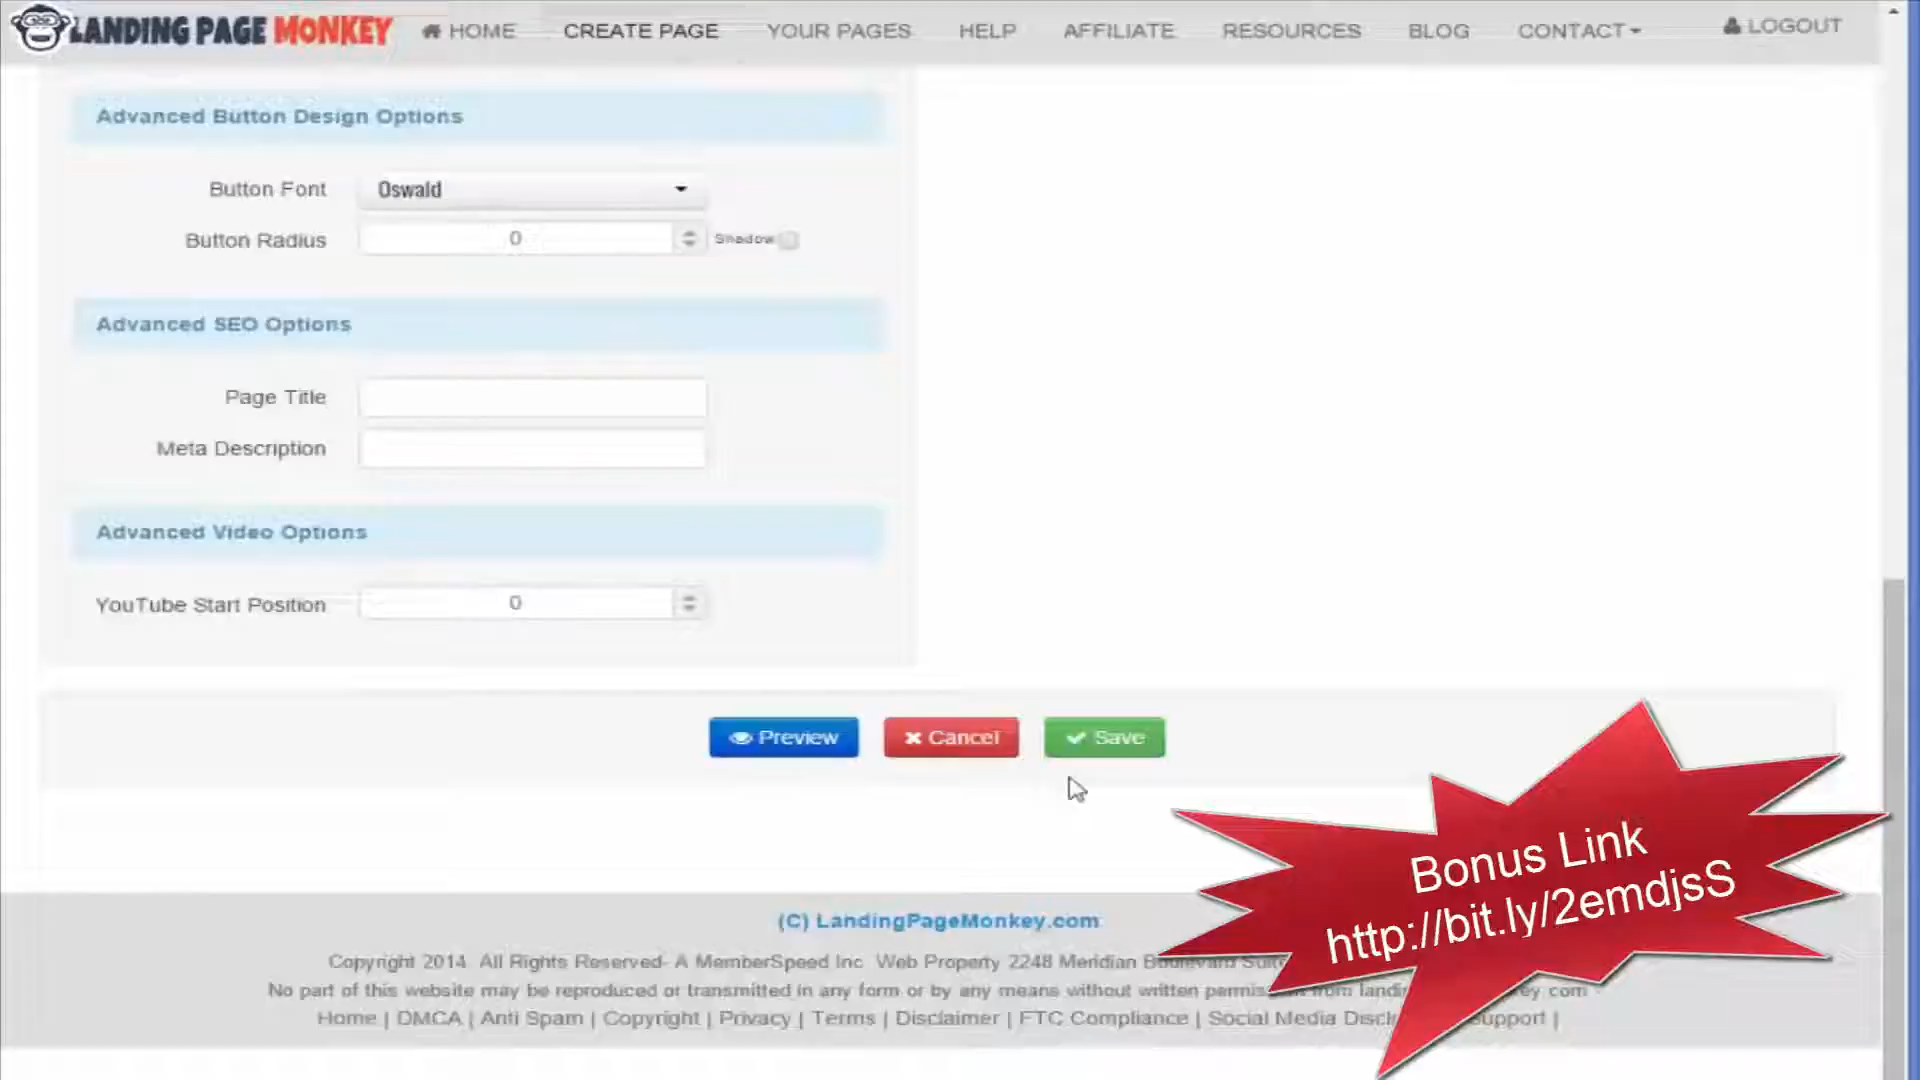 LANDING PAGE MONKEY HOME CREATE PAGE YOUR PAGES HELP AFFILIATE RESOURCES BLOG CONTACT LOGOUT
Advanced Button Design Options
Button Font Oswald
Button Radius 0 Shadow
Advanced SEO Options
Page Title
Meta Description
Advanced Video Options
YouTube Start Position 0
Preview Cancel Save
Bonus Link
http://bit.ly/2emdjsS
(C) LandingPageMonkey.com
Copyright 2014 All Rights Reserved- A MemberSpeed Inc Web Property 2248 Meridian Boulevard
No part of this website may be reproduced or transmitted in any form or by any means without written from
Home | DMCA | Anti Spam | Copyright | Privacy | Terms | Disclaimer | FTC Compliance | Social Media Support |